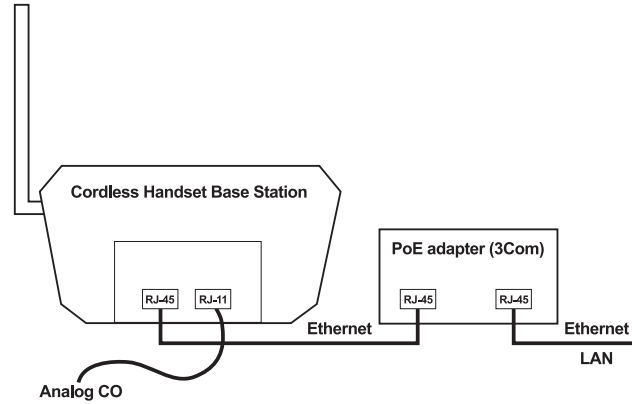 Cordless Handset Base Station
PoE adapter (3Com)
RJ-45 RJ-11
RJ-45 RJ-45
Ethernet
Ethernet
LAN
Analog CO